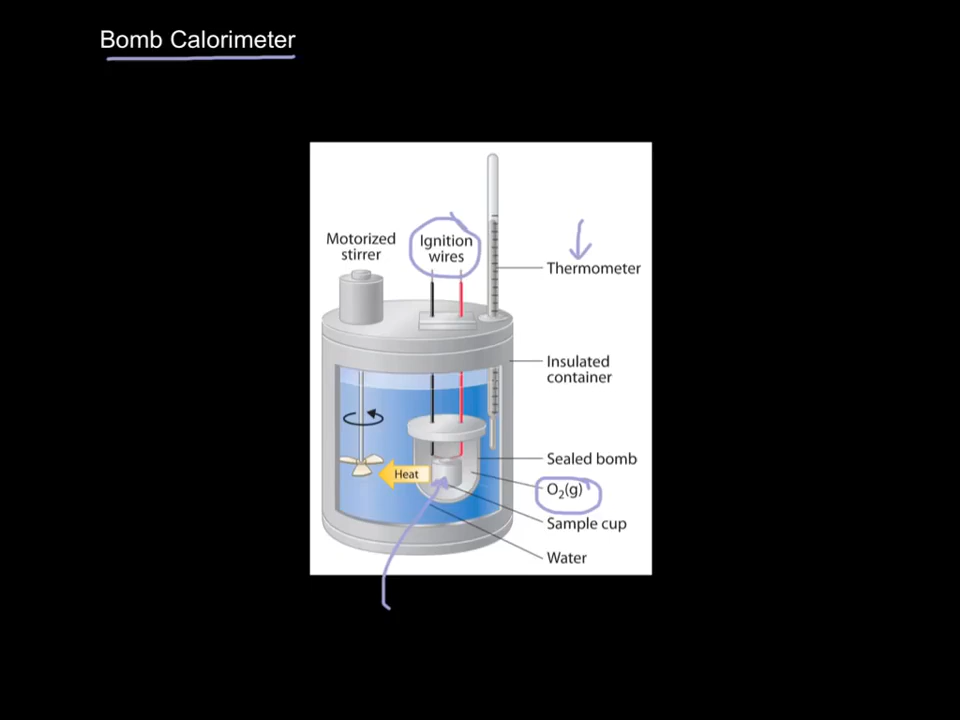 Bomb Calorimeter
Motorized
stirrer
Ignition
wires
Thermometer
Insulated
container
Sealed bomb
Heat
O₂(g)
Sample cup
Water